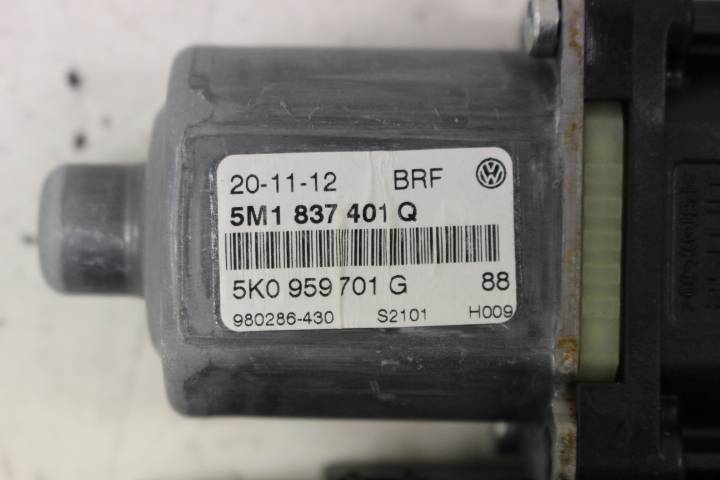 20-11-12 BRF
5M1 837 401 Q
5K0 959 701 G 88
980286-430 S2101 H009